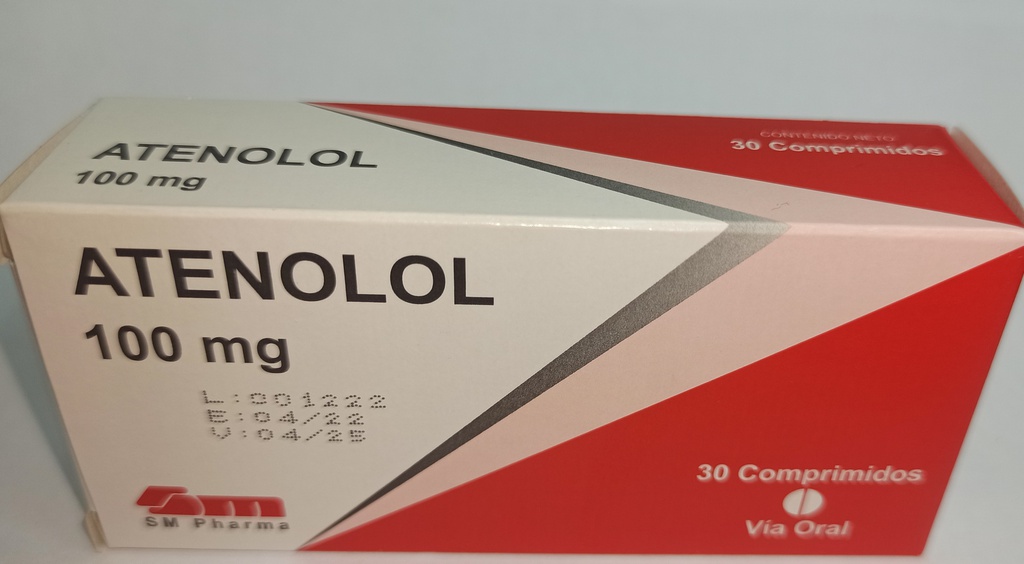 ATENOLOL
100 mg
CONTENIDO NETO:
30 Comprimidos
ATENOLOL
100 mg
L:001222
E:04/22
V:04/25
sm
SM Pharma
30 Comprimidos
Vía Oral